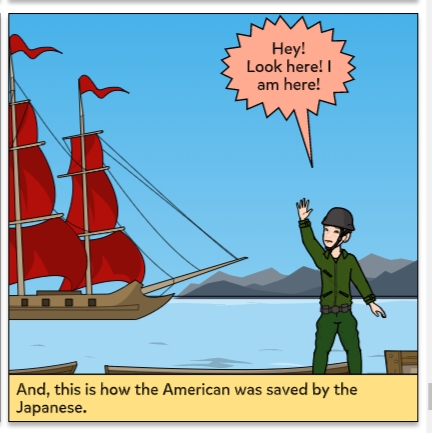 Hey!
Look here! I
am here!
And, this is how the American was saved by the
Japanese.